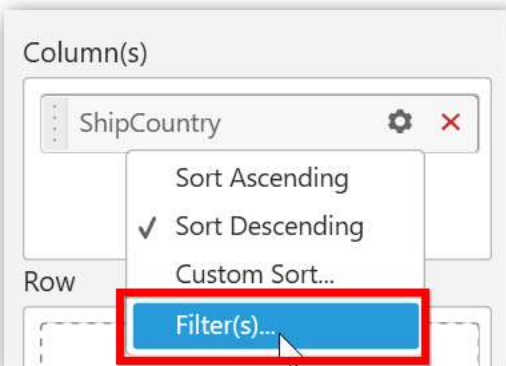 Column(s)
ShipCountry
Sort Ascending
Sort Descending
Custom Sort...
Row
Filter(s)...